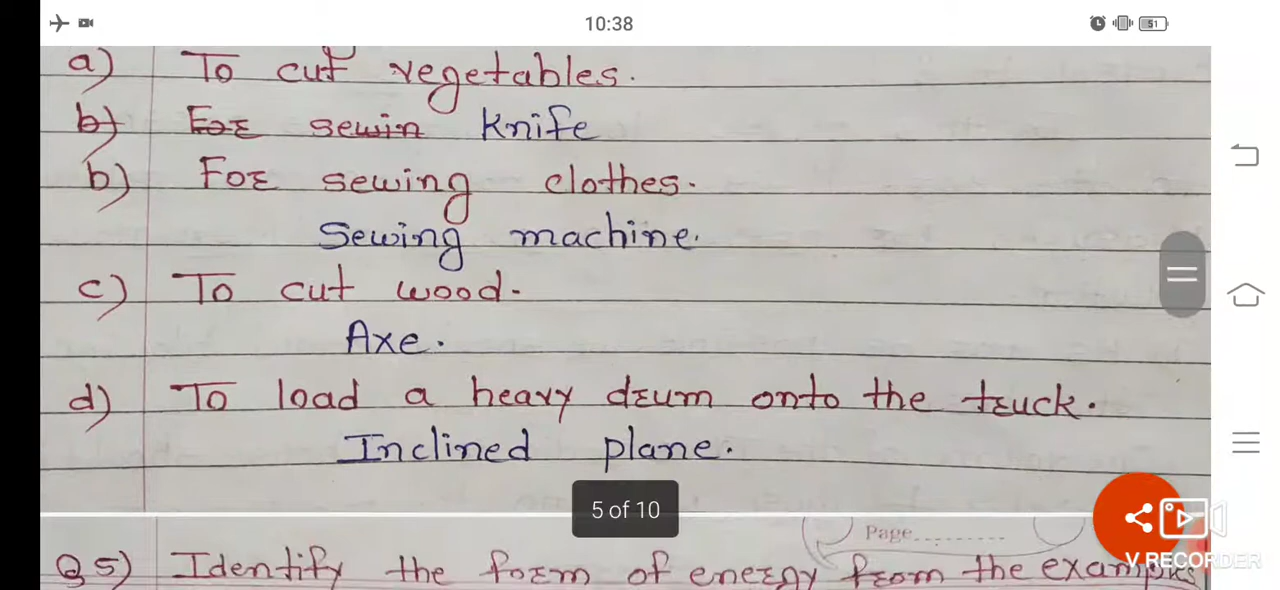 10:38
51
a) To cut vegetables.
b) For sewin knife
b) For sewing clothes.
Sewing machine.
c) To cut wood.
Axe.
d) To load a heavy drum onto the truck.
Inclined plane.
5 of 10
Page
Q5) Identify the form of energy from the examples
V RECORDER